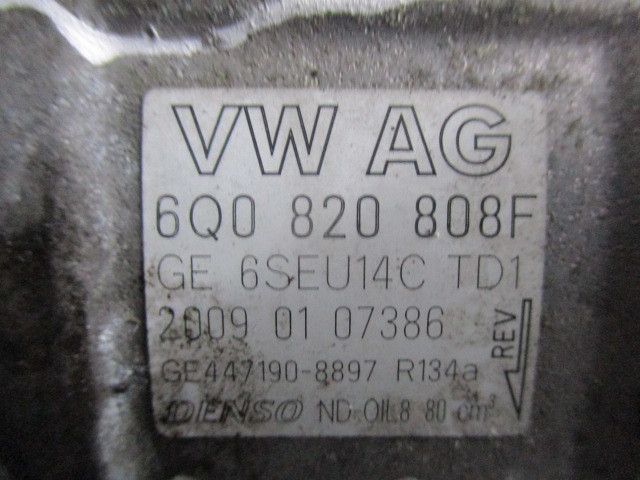 VW AG
6Q0 820 808F
GE 6SEU14C TD1
2009 01 07386
GE447190-8897 R134a
DENSO ND OIL8 80 cm³
REV